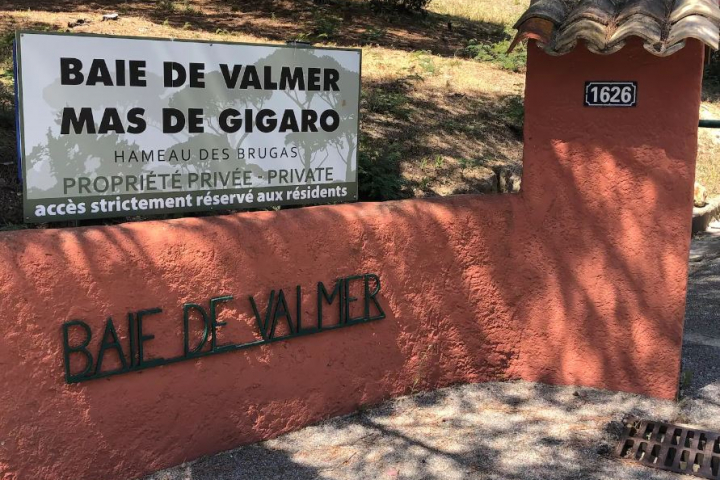 BAIE DE VALMER
MAS DE GIGARO
HAMEAU DES BRUGAS
PROPRIÉTÉ PRIVÉE - PRIVATE
accès strictement réservé aux résidents
1626
BAIE DE VALMER